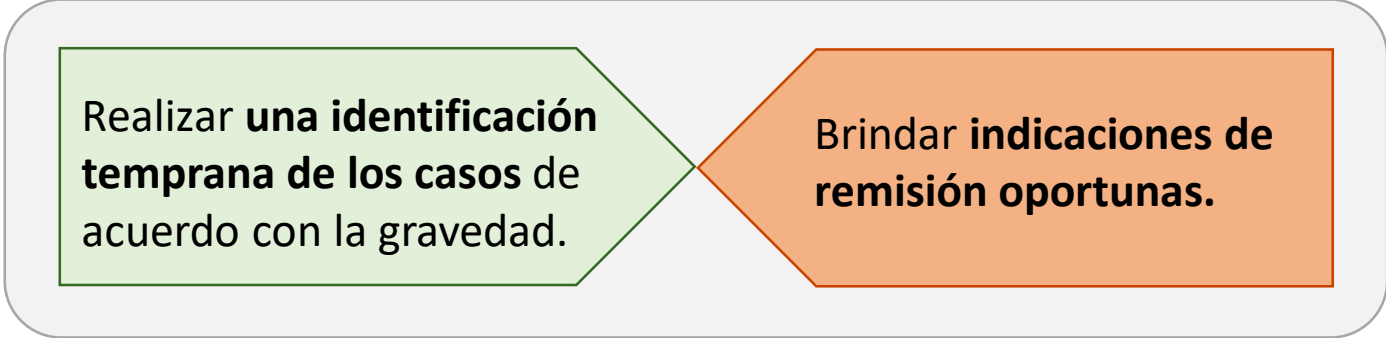 Realizar una identificación
temprana de los casos de
acuerdo con la gravedad.
Brindar indicaciones de
remisión oportunas.